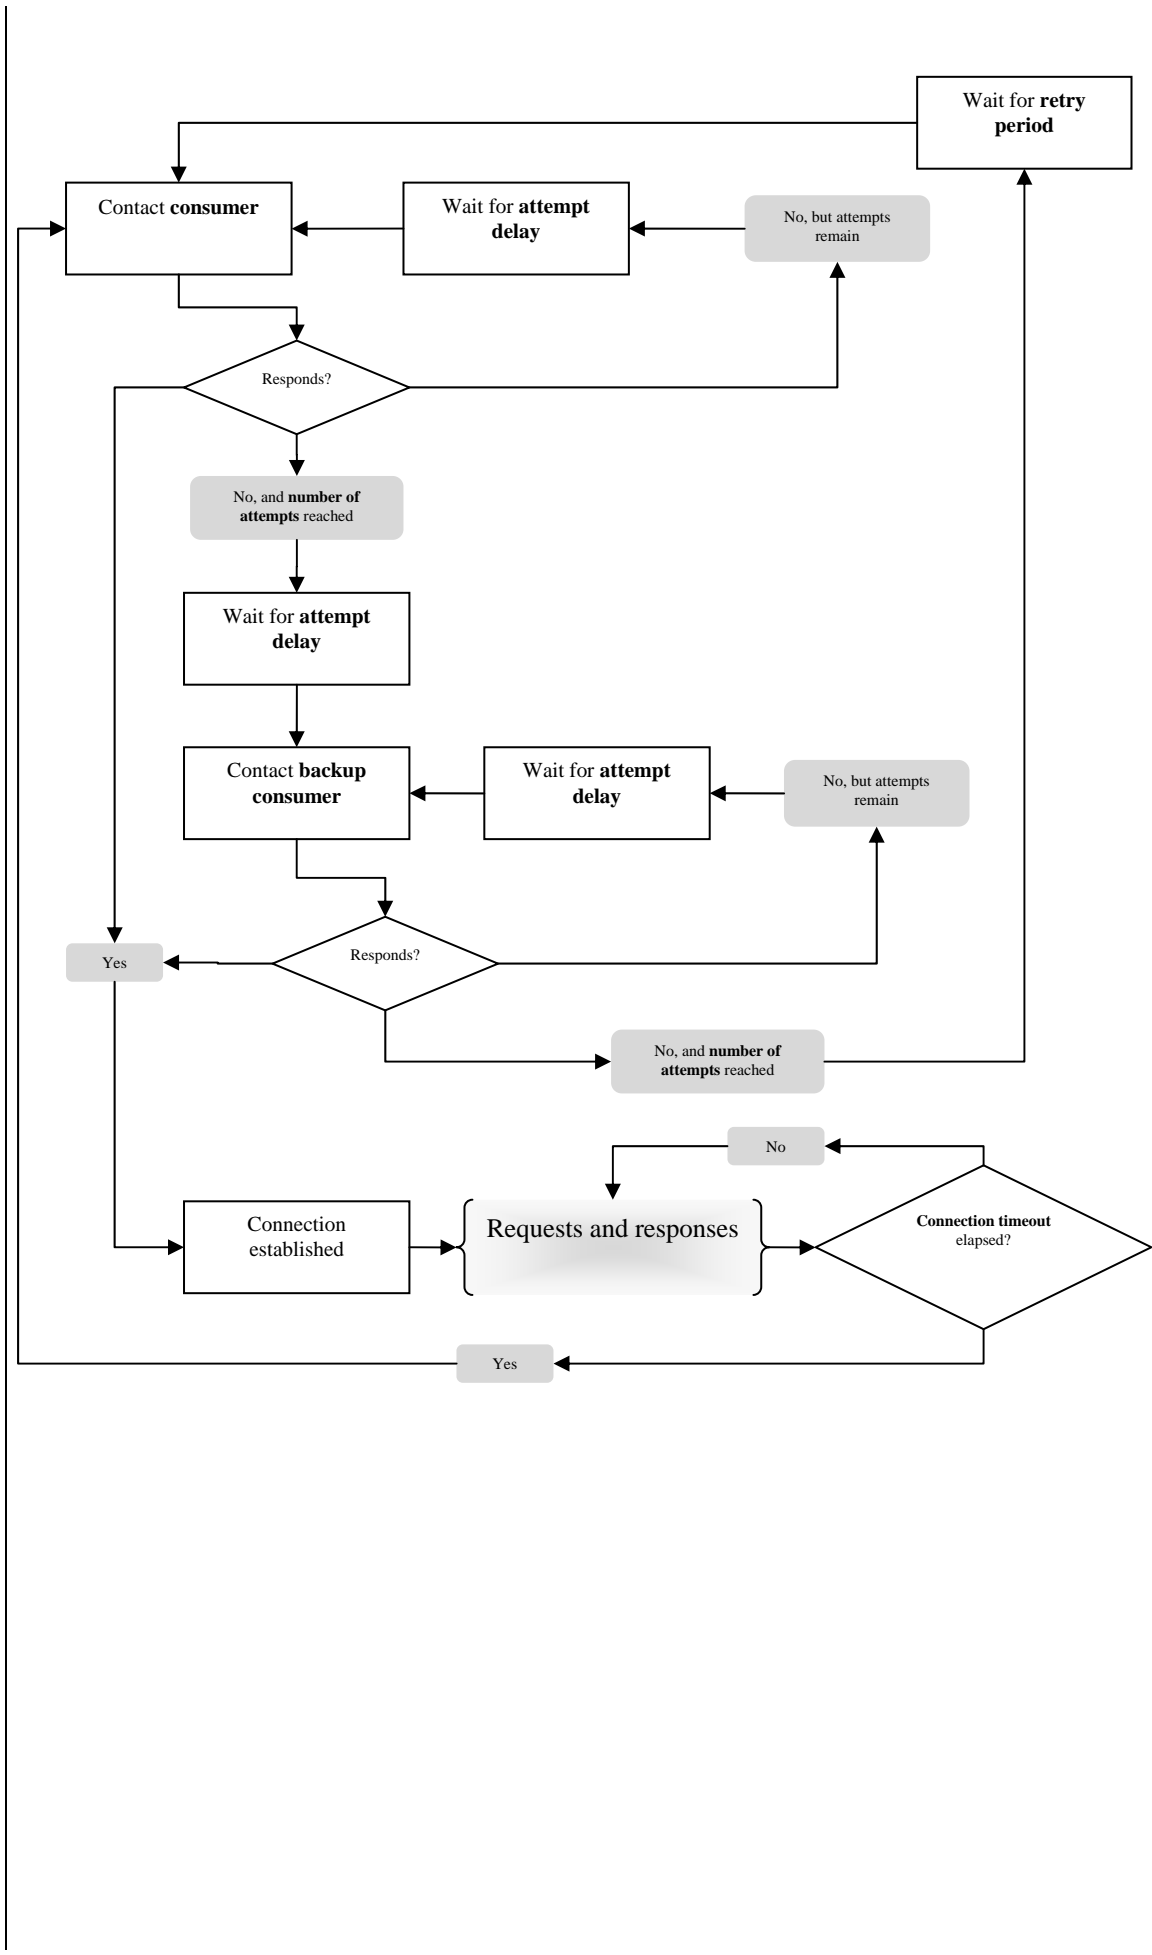 Wait for retry
period
Contact consumer
Wait for attempt
delay
No, but attempts
remain
Responds?
No, and number of
attempts reached
Wait for attempt
delay
Contact backup
consumer
Wait for attempt
delay
No, but attempts
remain
Yes
Responds?
No, and number of
attempts reached
No
Connection
established
Requests and responses
Connection timeout
elapsed?
Yes